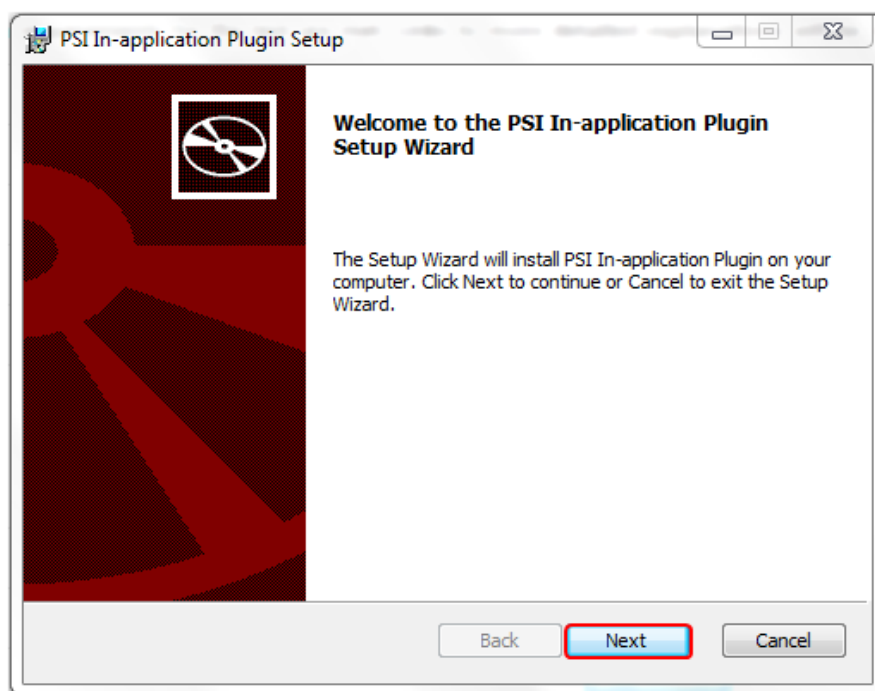 PSI In-application Plugin Setup
Welcome to the PSI In-application Plugin
Setup Wizard
The Setup Wizard will install PSI In-application Plugin on your
computer. Click Next to continue or Cancel to exit the Setup
Wizard.
Back
Next
Cancel